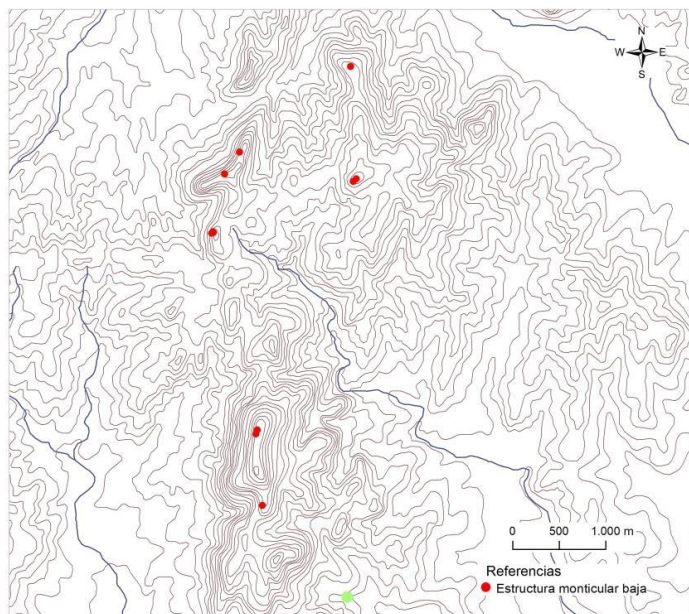 N
W E
S
0 500 1.000 m
Referencias
Estructura monticular baja